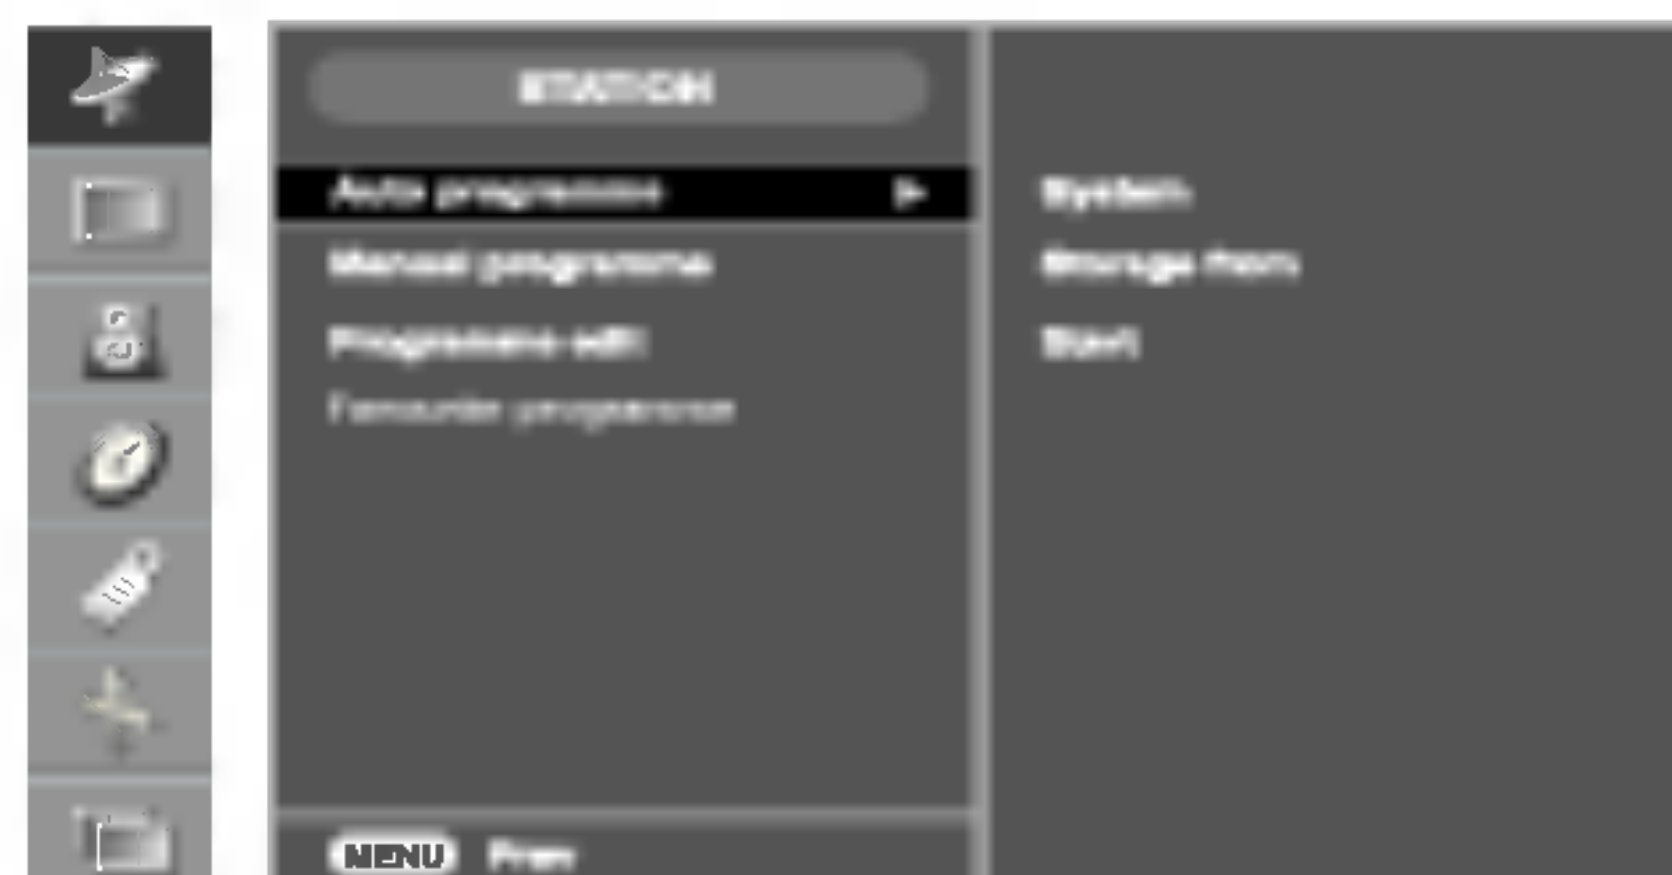 STATION
Auto programme
Manual programme
Programme edit
Favourite programme
System
Storage from
Start
MENU Prev